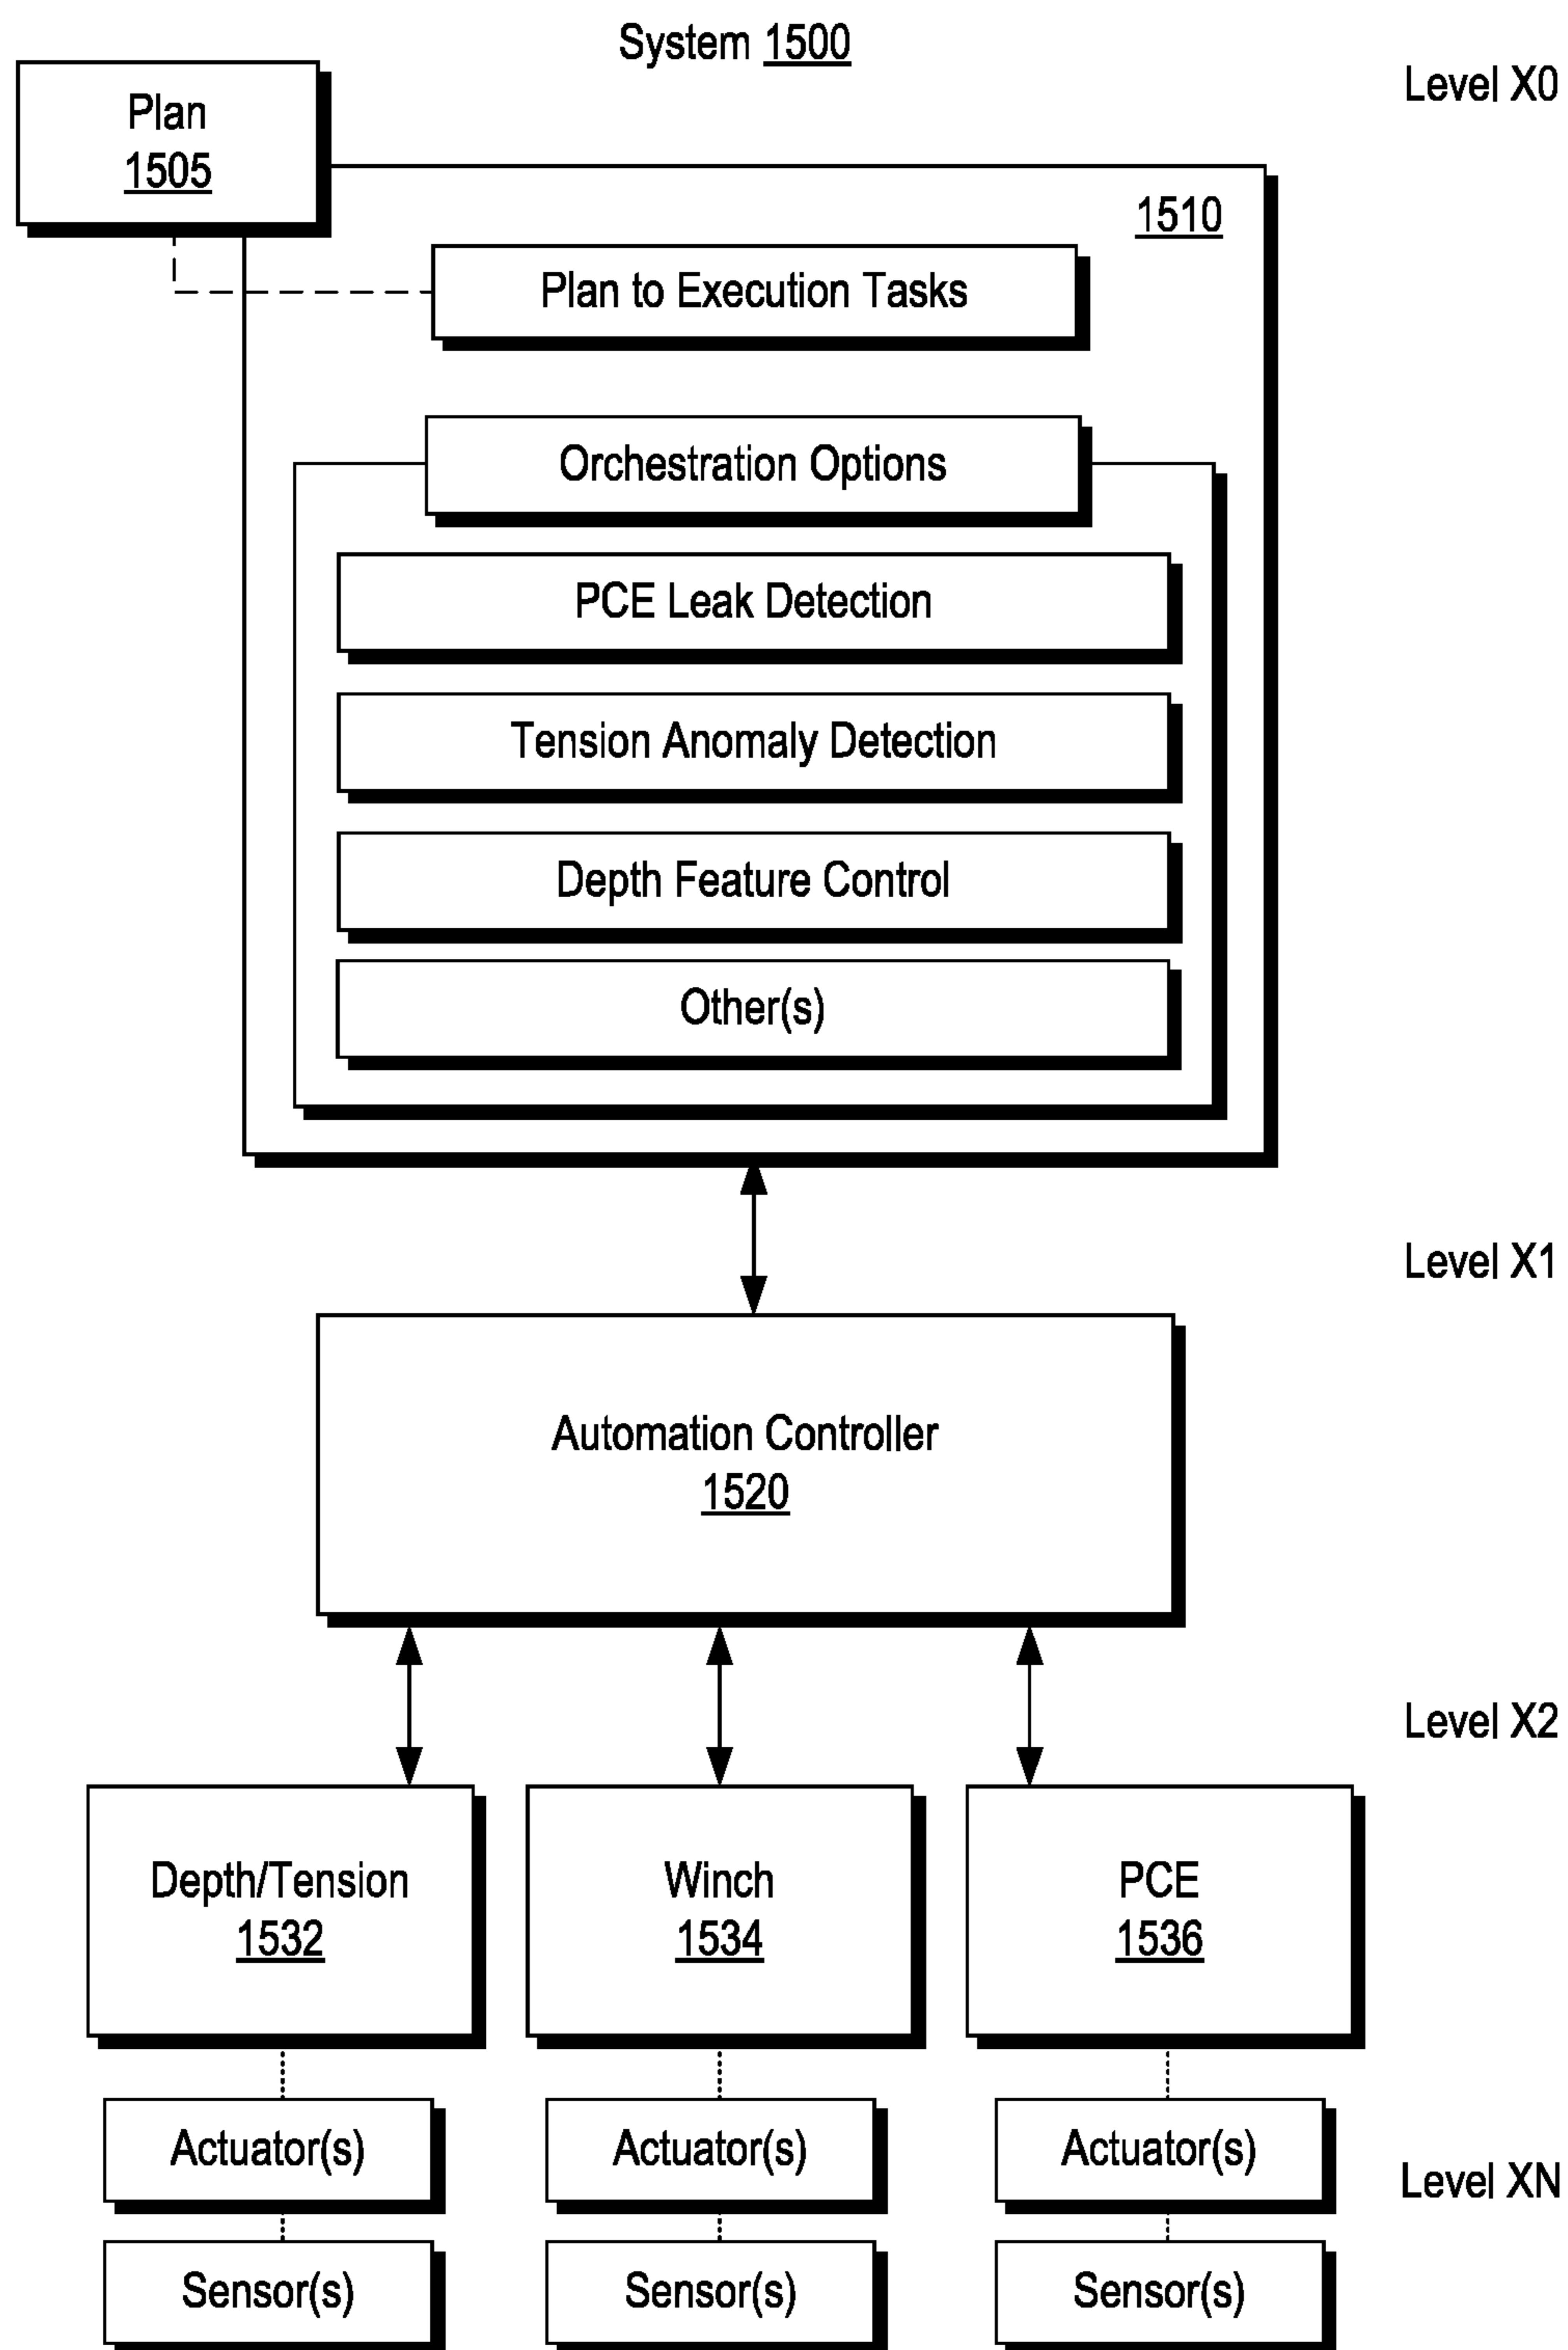 System 1500
Level X0
Plan
1505
1510
Plan to Execution Tasks
Orchestration Options
PCE Leak Detection
Tension Anomaly Detection
Depth Feature Control
Other(s)
Level X1
Automation Controller
1520
Level X2
Depth/Tension
1532
Winch
1534
PCE
1536
Actuator(s)
Actuator(s)
Actuator(s)
Level XN
Sensor(s)
Sensor(s)
Sensor(s)